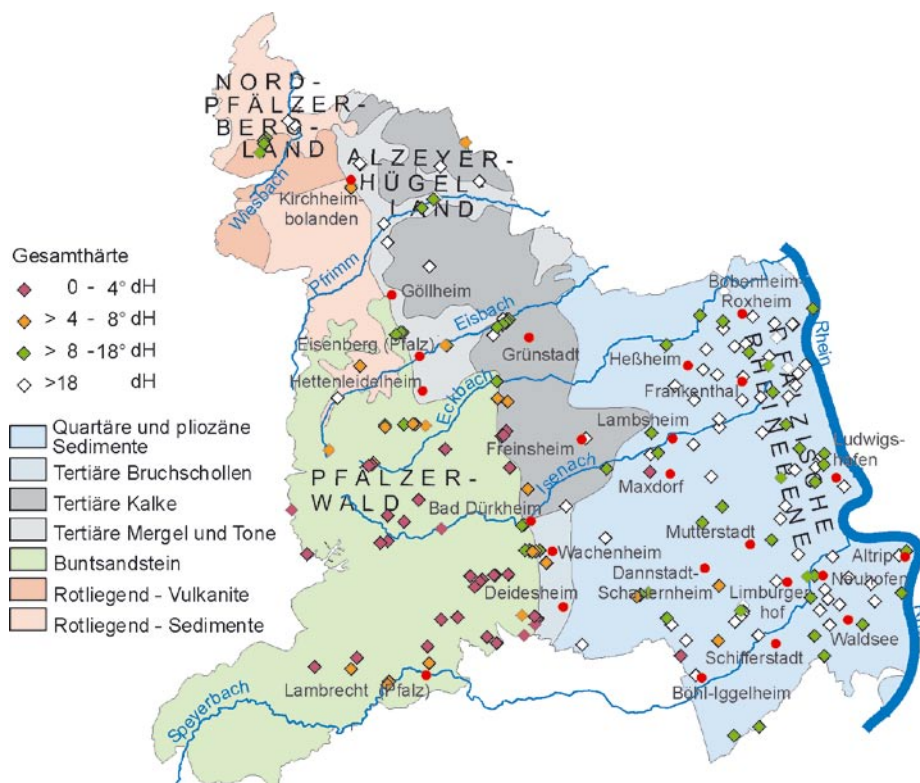 NORD-
PFÄLZER-
BERG-
LAND
ALZEYER-
HÜGEL
LAND
Kirchheim-
bolanden
Wiesbach
Pfrimm
Gesamthärte
0 - 4° dH
> 4 - 8° dH
> 8 -18° dH
>18 dH
Quartäre und pliozäne
Sedimente
Tertiäre Bruchschollen
Tertiäre Kalke
Tertiäre Mergel und Tone
Buntsandstein
Rotliegend - Vulkanite
Rotliegend - Sedimente
Göllheim
Eisbach
Eisenberg (Pfalz)
Grünstadt
Hettenleidelheim
Eckbach
Bobenheim-
Roxheim
Rhein
Heßheim
Frankenthal
PFÄLZISCHE
RHEINEBENE
Lambsheim
Freinsheim
Ludwigs-
hafen
Isenach
Maxdorf
PFÄLZER-
WALD
Bad Dürkheim
Mutterstadt
Wachenheim
Altrip
Dannstadt-
Schauernheim
Neuhofen
Deidesheim
Limburger
hof
Waldsee
Schifferstadt
Lambrecht (Pfalz)
Böhl-Iggelheim
Speyerbach